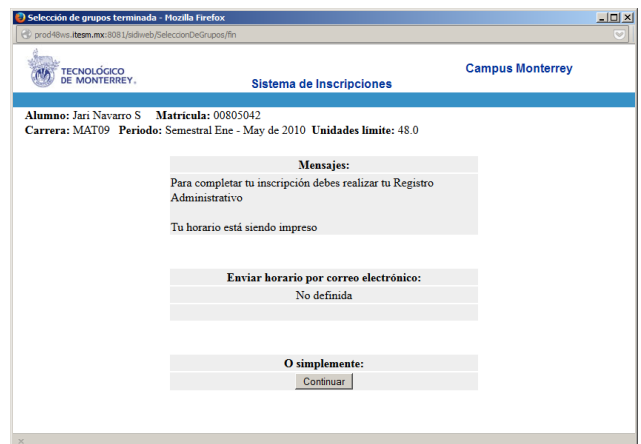 Selección de grupos terminada - Mozilla Firefox
prod48ws.itesm.mx:8081/sidiweb/SeleccionDeGrupos/fin
TECNOLÓGICO
DE MONTERREY.
Sistema de Inscripciones
Campus Monterrey
Alumno: Jari Navarro S Matrícula: 00805042
Carrera: MAT09 Periodo: Semestral Ene - May de 2010 Unidades límite: 48.0
Mensajes:
Para completar tu inscripción debes realizar tu Registro
Administrativo
Tu horario está siendo impreso
Enviar horario por correo electrónico:
No definida
O simplemente:
Continuar